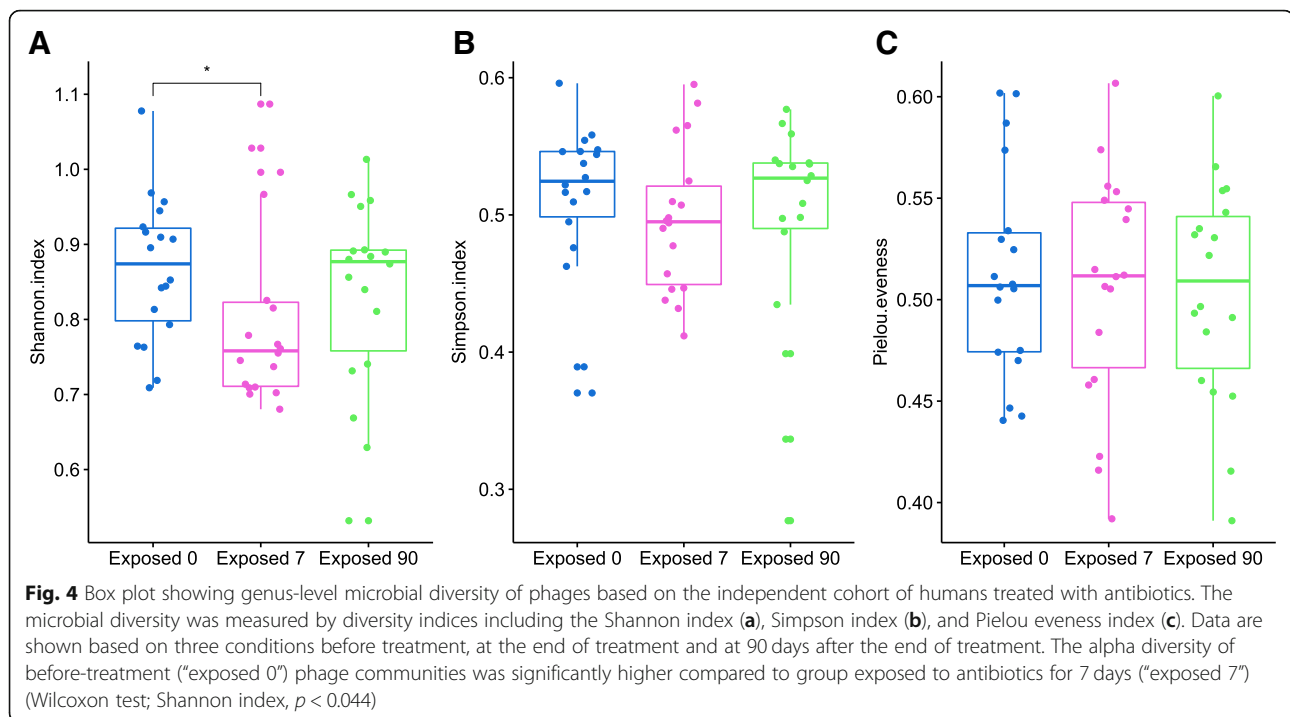 A
B
C
*
Shannon.index
1.1
1.0
0.9
0.8
0.7
0.6
Exposed 0 Exposed 7 Exposed 90
Simpson.index
0.6
0.5
0.4
0.3
Exposed 0 Exposed 7 Exposed 90
Pielou.eveness
0.60
0.55
0.50
0.45
0.40
Exposed 0 Exposed 7 Exposed 90
Fig. 4 Box plot showing genus-level microbial diversity of phages based on the independent cohort of humans treated with antibiotics. The
microbial diversity was measured by diversity indices including the Shannon index (a), Simpson index (b), and Pielou eveness index (c). Data are
shown based on three conditions before treatment, at the end of treatment and at 90 days after the end of treatment. The alpha diversity of
before-treatment (“exposed 0”) phage communities was significantly higher compared to group exposed to antibiotics for 7 days (“exposed 7”)
(Wilcoxon test; Shannon index, p < 0.044)